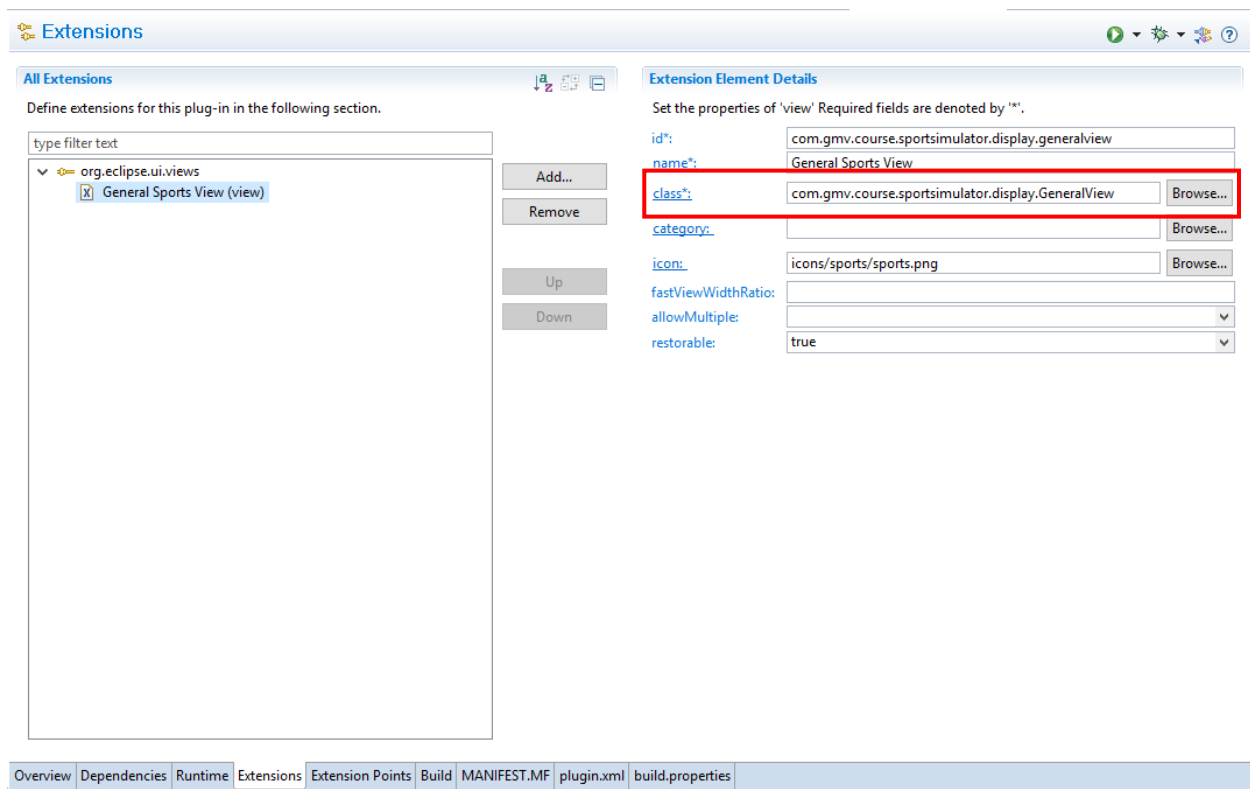 Extensions
All Extensions
Define extensions for this plug-in in the following section.
type filter text
org.eclipse.ui.views
General Sports View (view)
Add...
Remove
Up
Down
Extension Element Details
Set the properties of 'view' Required fields are denoted by '*'.
id*: com.gmv.course.sportsimulator.display.generalview
name*: General Sports View
class*: com.gmv.course.sportsimulator.display.GeneralView Browse...
category: Browse...
icon: icons/sports/sports.png Browse...
fastViewWidthRatio:
allowMultiple:
restorable: true
Overview Dependencies Runtime Extensions Extension Points Build MANIFEST.MF plugin.xml build.properties